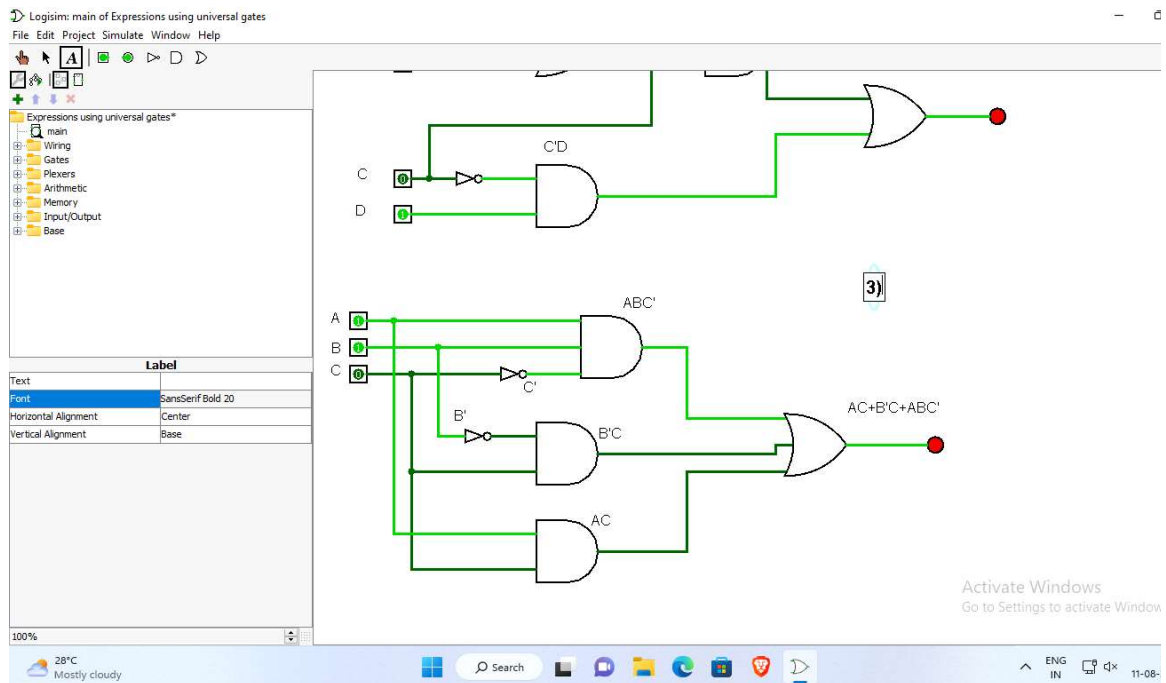 Logisim: main of Expressions using universal gates
File Edit Project Simulate Window Help
A
Expressions using universal gates*
main
Wiring
Gates
Plexers
Arithmetic
Memory
Input/Output
Base
Label
Text
Font SansSerif Bold 20
Horizontal Alignment Center
Vertical Alignment Base
100%
C'D
C 0
D 1
3)
ABC'
A 1
B 1
C 0
C'
AC+B'C+ABC'
B'
B'C
AC
Activate Windows
Go to Settings to activate Window
28°C
Mostly cloudy
Search
ENG
IN
11-08-